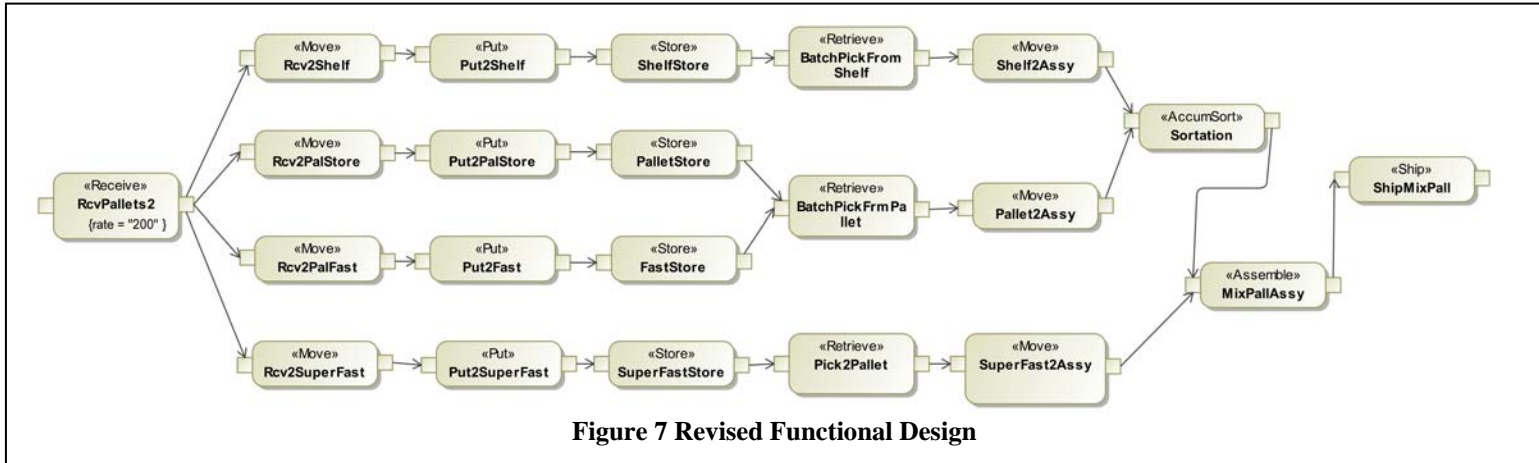 «Move»
Rcv2Shelf
«Put»
Put2Shelf
«Store»
ShelfStore
«Retrieve»
BatchPickFrom
Shelf
«Move»
Shelf2Assy
«AccumSort»
Sortation
«Receive»
RcvPallets2
{rate = "200" }
«Move»
Rcv2PalStore
«Put»
Put2PalStore
«Store»
PalletStore
«Retrieve»
BatchPickFrmPa
llet
«Move»
Pallet2Assy
«Ship»
ShipMixPall
«Move»
Rcv2PalFast
«Put»
Put2Fast
«Store»
FastStore
«Assemble»
MixPallAssy
«Move»
Rcv2SuperFast
«Put»
Put2SuperFast
«Store»
SuperFastStore
«Retrieve»
Pick2Pallet
«Move»
SuperFast2Assy
Figure 7 Revised Functional Design